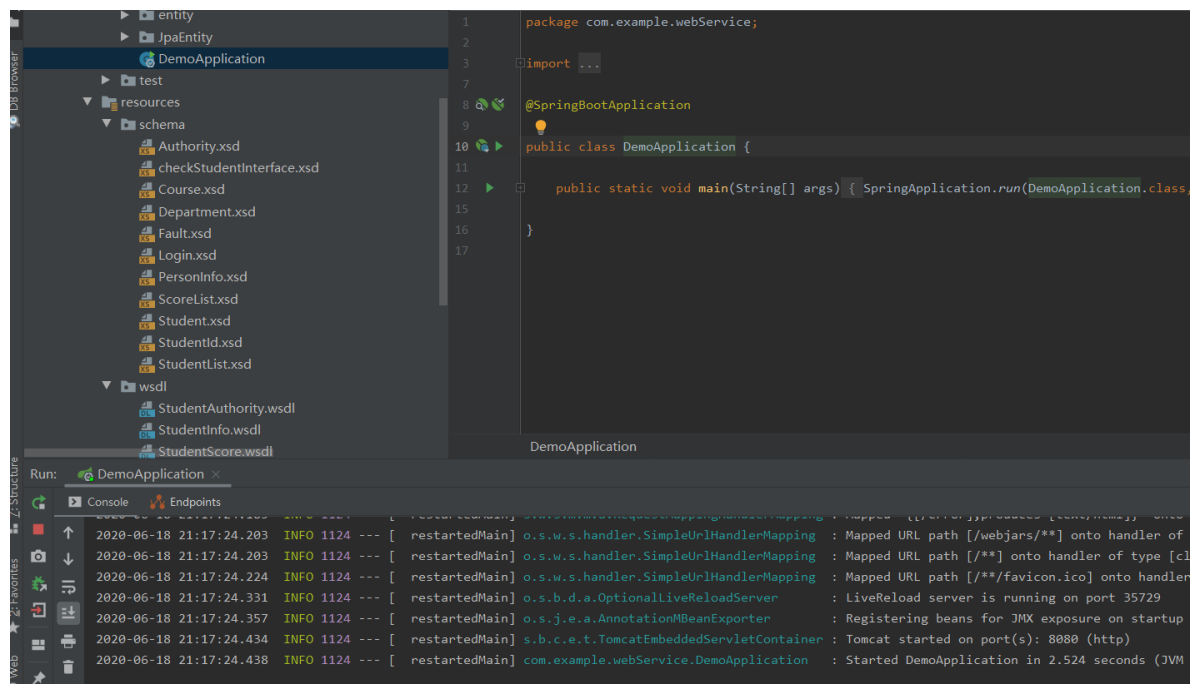 entity
JpaEntity
DemoApplication
test
resources
schema
Authority.xsd
checkStudentInterface.xsd
Course.xsd
Department.xsd
Fault.xsd
Login.xsd
PersonInfo.xsd
ScoreList.xsd
Student.xsd
StudentId.xsd
StudentList.xsd
wsdl
StudentAuthority.wsdl
StudentInfo.wsdl
StudentScore.wsdl
DB Browser
Z: Structure
2: Favorites
Web
1 package com.example.webService;
2
3 import ...
7
8 @SpringBootApplication
9
10 public class DemoApplication {
11
12 public static void main(String[] args) { SpringApplication.run(DemoApplication.class,
15
16 }
17
DemoApplication
Run: DemoApplication ×
Console Endpoints
2020-06-18 21:17:24.203 INFO 1124 --- [ restartedMain] o.s.w.s.handler.SimpleUrlHandlerMapping : Mapped URL path [/webjars/**] onto handler of
2020-06-18 21:17:24.203 INFO 1124 --- [ restartedMain] o.s.w.s.handler.SimpleUrlHandlerMapping : Mapped URL path [/**] onto handler of type [cl
2020-06-18 21:17:24.224 INFO 1124 --- [ restartedMain] o.s.w.s.handler.SimpleUrlHandlerMapping : Mapped URL path [/**/favicon.ico] onto handler
2020-06-18 21:17:24.331 INFO 1124 --- [ restartedMain] o.s.b.d.a.OptionalLiveReloadServer : LiveReload server is running on port 35729
2020-06-18 21:17:24.357 INFO 1124 --- [ restartedMain] o.s.j.e.a.AnnotationMBeanExporter : Registering beans for JMX exposure on startup
2020-06-18 21:17:24.434 INFO 1124 --- [ restartedMain] s.b.c.e.t.TomcatEmbeddedServletContainer : Tomcat started on port(s): 8080 (http)
2020-06-18 21:17:24.438 INFO 1124 --- [ restartedMain] com.example.webService.DemoApplication : Started DemoApplication in 2.524 seconds (JVM